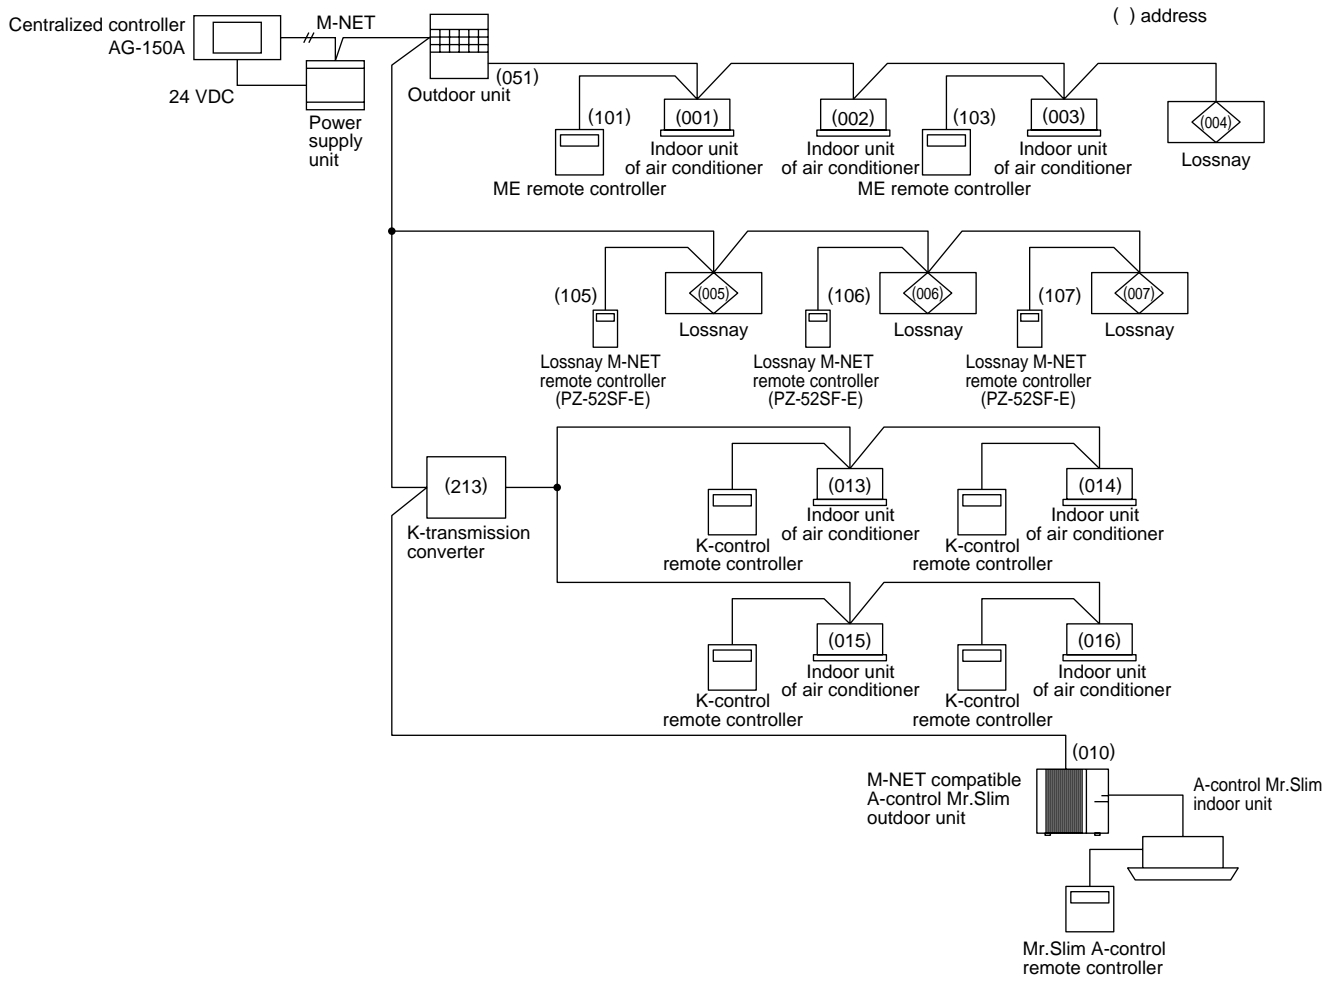 ( ) address
Centralized controller
AG-150A
M-NET
24 VDC
Power
supply
unit
Outdoor unit
(051)
(101)
(001)
(002)
(103)
(003)
(004)
ME remote controller
Indoor unit
of air conditioner
Indoor unit
of air conditioner
ME remote controller
Indoor unit
of air conditioner
Lossnay
(105)
(005)
(106)
(006)
(107)
(007)
Lossnay
Lossnay
Lossnay
Lossnay M-NET
remote controller
(PZ-52SF-E)
Lossnay M-NET
remote controller
(PZ-52SF-E)
Lossnay M-NET
remote controller
(PZ-52SF-E)
(213)
K-transmission
converter
(013)
(014)
K-control
remote controller
Indoor unit
of air conditioner
K-control
remote controller
Indoor unit
of air conditioner
(015)
(016)
K-control
remote controller
Indoor unit
of air conditioner
K-control
remote controller
Indoor unit
of air conditioner
(010)
M-NET compatible
A-control Mr.Slim
outdoor unit
A-control Mr.Slim
indoor unit
Mr.Slim A-control
remote controller